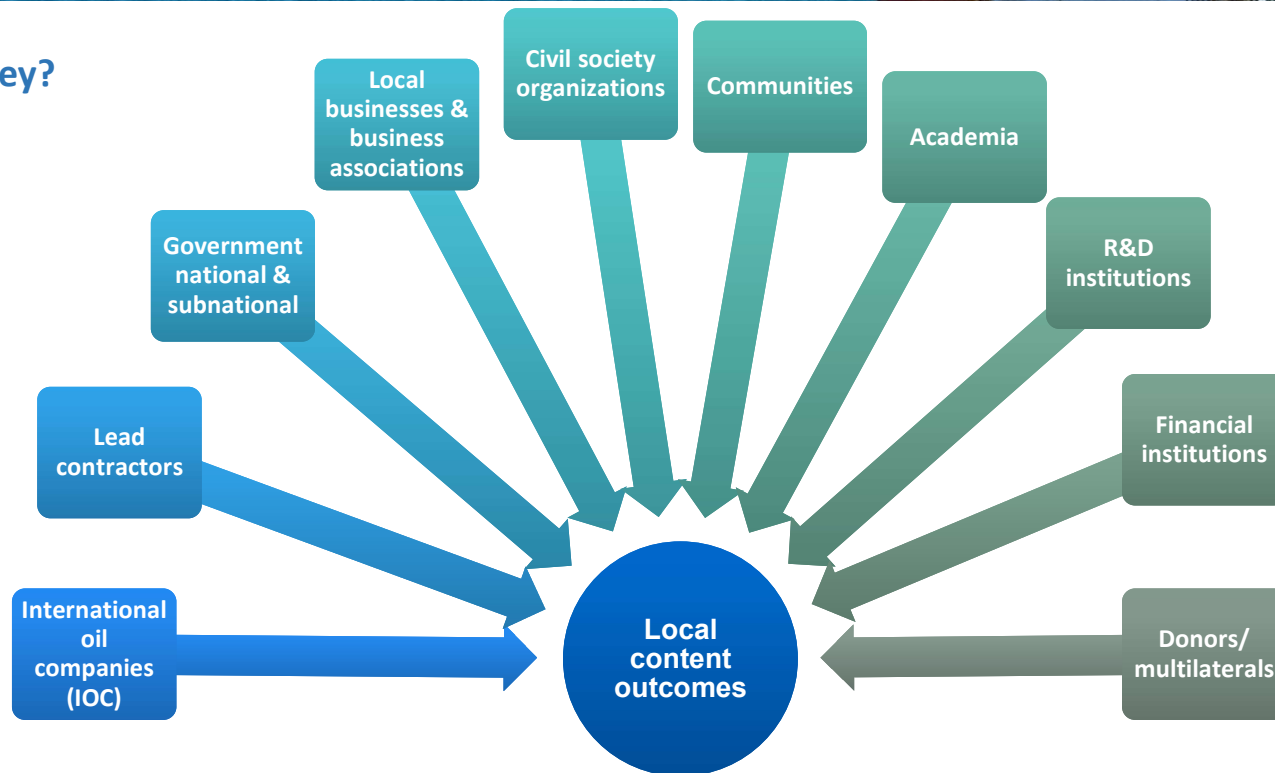 ey?
International
oil
companies
(IOC)
Lead
contractors
Government
national &
subnational
Local
businesses &
business
associations
Civil society
organizations
Communities
Academia
R&D
institutions
Financial
institutions
Donors/
multilaterals
Local
content
outcomes